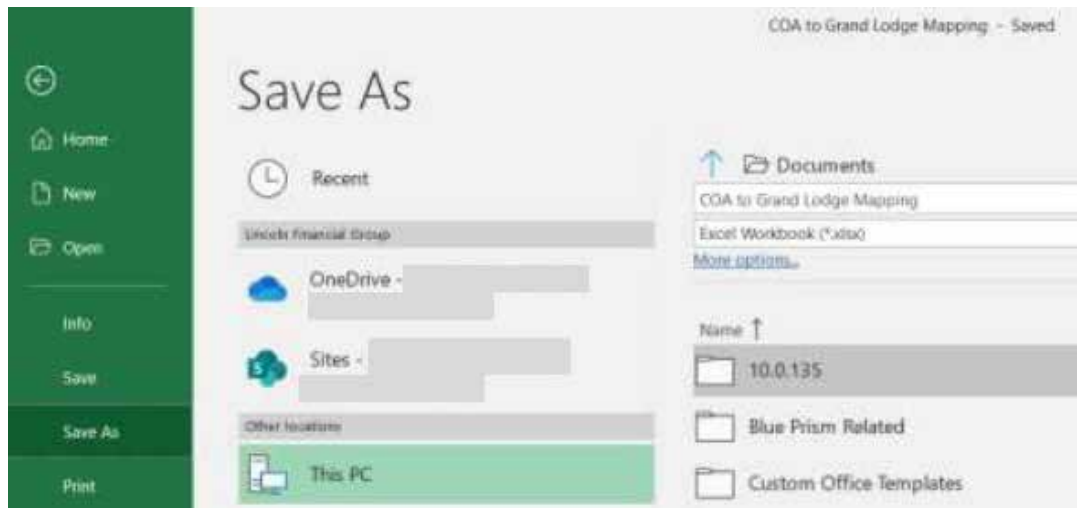 COA to Grand Lodge Mapping - Saved
Save As
Home
New
Open
Info
Save
Save As
Print
Recent
Lincoln Financial Group
OneDrive -
Sites -
Other locations
This PC
Documents
COA to Grand Lodge Mapping
Excel Workbook (*.xlsx)
More options...
Name ↑
10.0.135
Blue Prism Related
Custom Office Templates